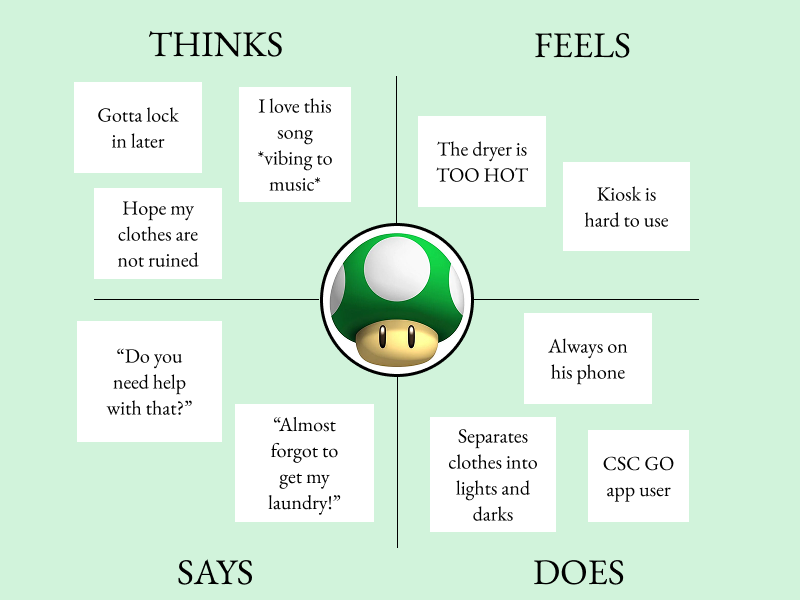 THINKS
FEELS
Gotta lock
in later
I love this
song
*vibing to
music*
Hope my
clothes are
not ruined
The dryer is
TOO HOT
Kiosk is
hard to use
“Do you
need help
with that?”
“Almost
forgot to
get my
laundry!”
Always on
his phone
Separates
clothes into
lights and
darks
CSC GO
app user
SAYS
DOES